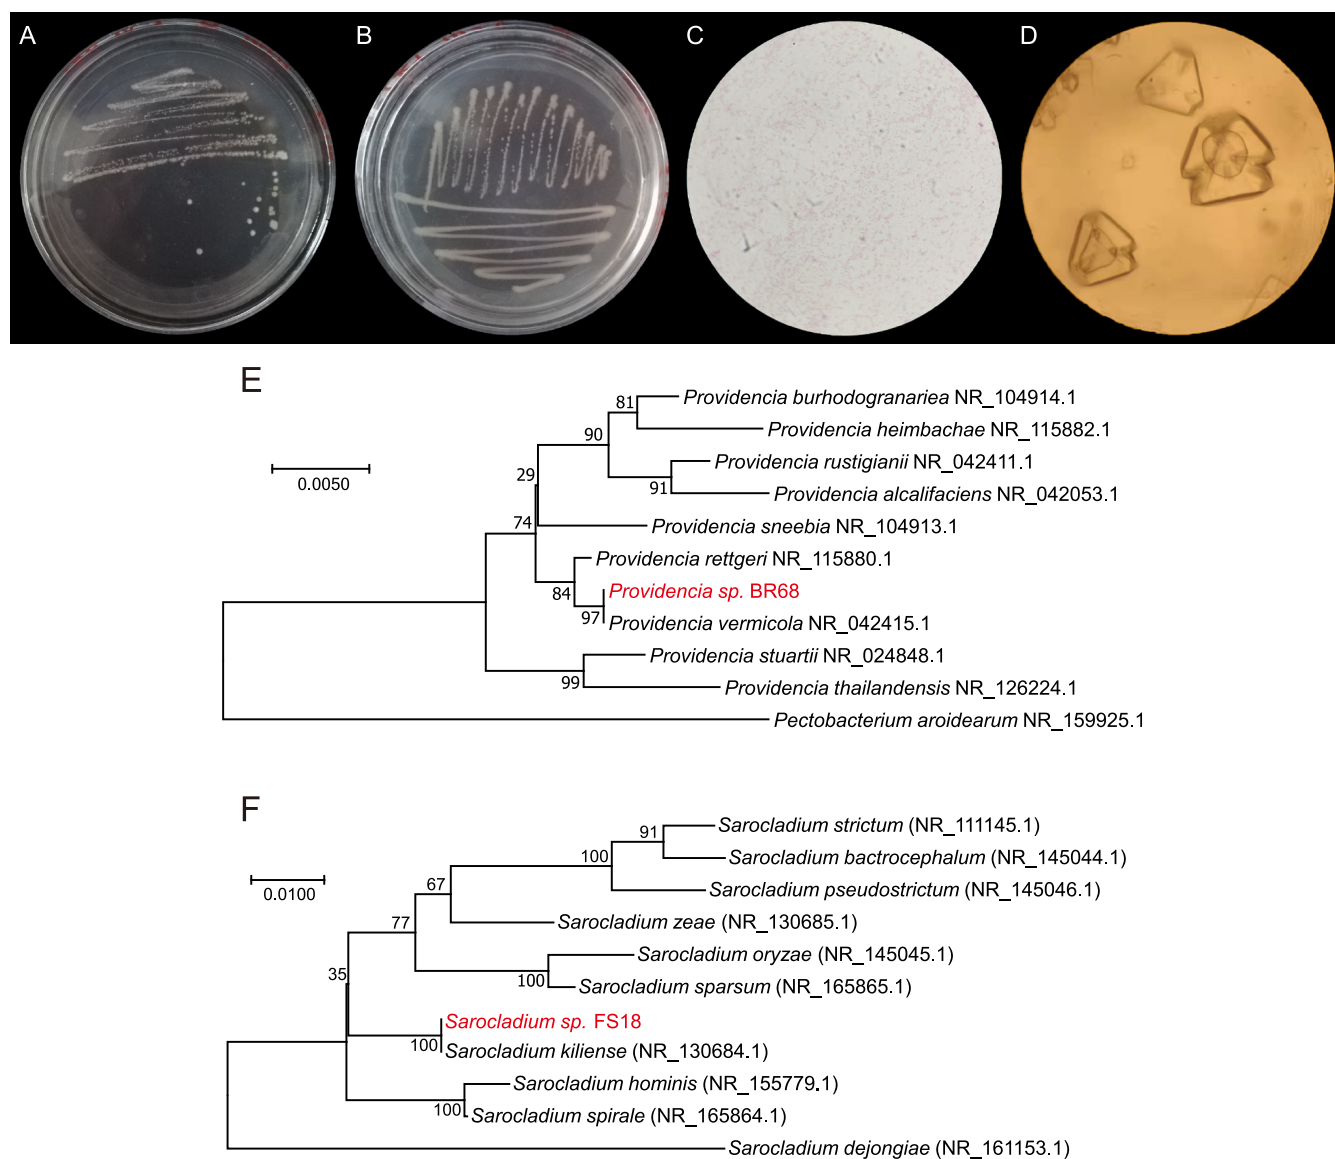 A B C D
E
81
Providencia burhodogranariea NR_104914.1
Providencia heimbachae NR_115882.1
90
Providencia rustigianii NR_042411.1
0.0050
29
91
Providencia alcalifaciens NR_042053.1
74
Providencia sneebia NR_104913.1
Providencia rettgeri NR_115880.1
84
Providencia sp. BR68
97
Providencia vermicola NR_042415.1
Providencia stuartii NR_024848.1
99
Providencia thailandensis NR_126224.1
Pectobacterium aroidearum NR_159925.1
F
91
Sarocladium strictum (NR_111145.1)
100
Sarocladium bactrocephalum (NR_145044.1)
0.0100
67
Sarocladium pseudostrictum (NR_145046.1)
77
Sarocladium zeae (NR_130685.1)
Sarocladium oryzae (NR_145045.1)
35
100
Sarocladium sparsum (NR_165865.1)
Sarocladium sp. FS18
100
Sarocladium kiliense (NR_130684.1)
Sarocladium hominis (NR_155779.1)
100
Sarocladium spirale (NR_165864.1)
Sarocladium dejongiae (NR_161153.1)